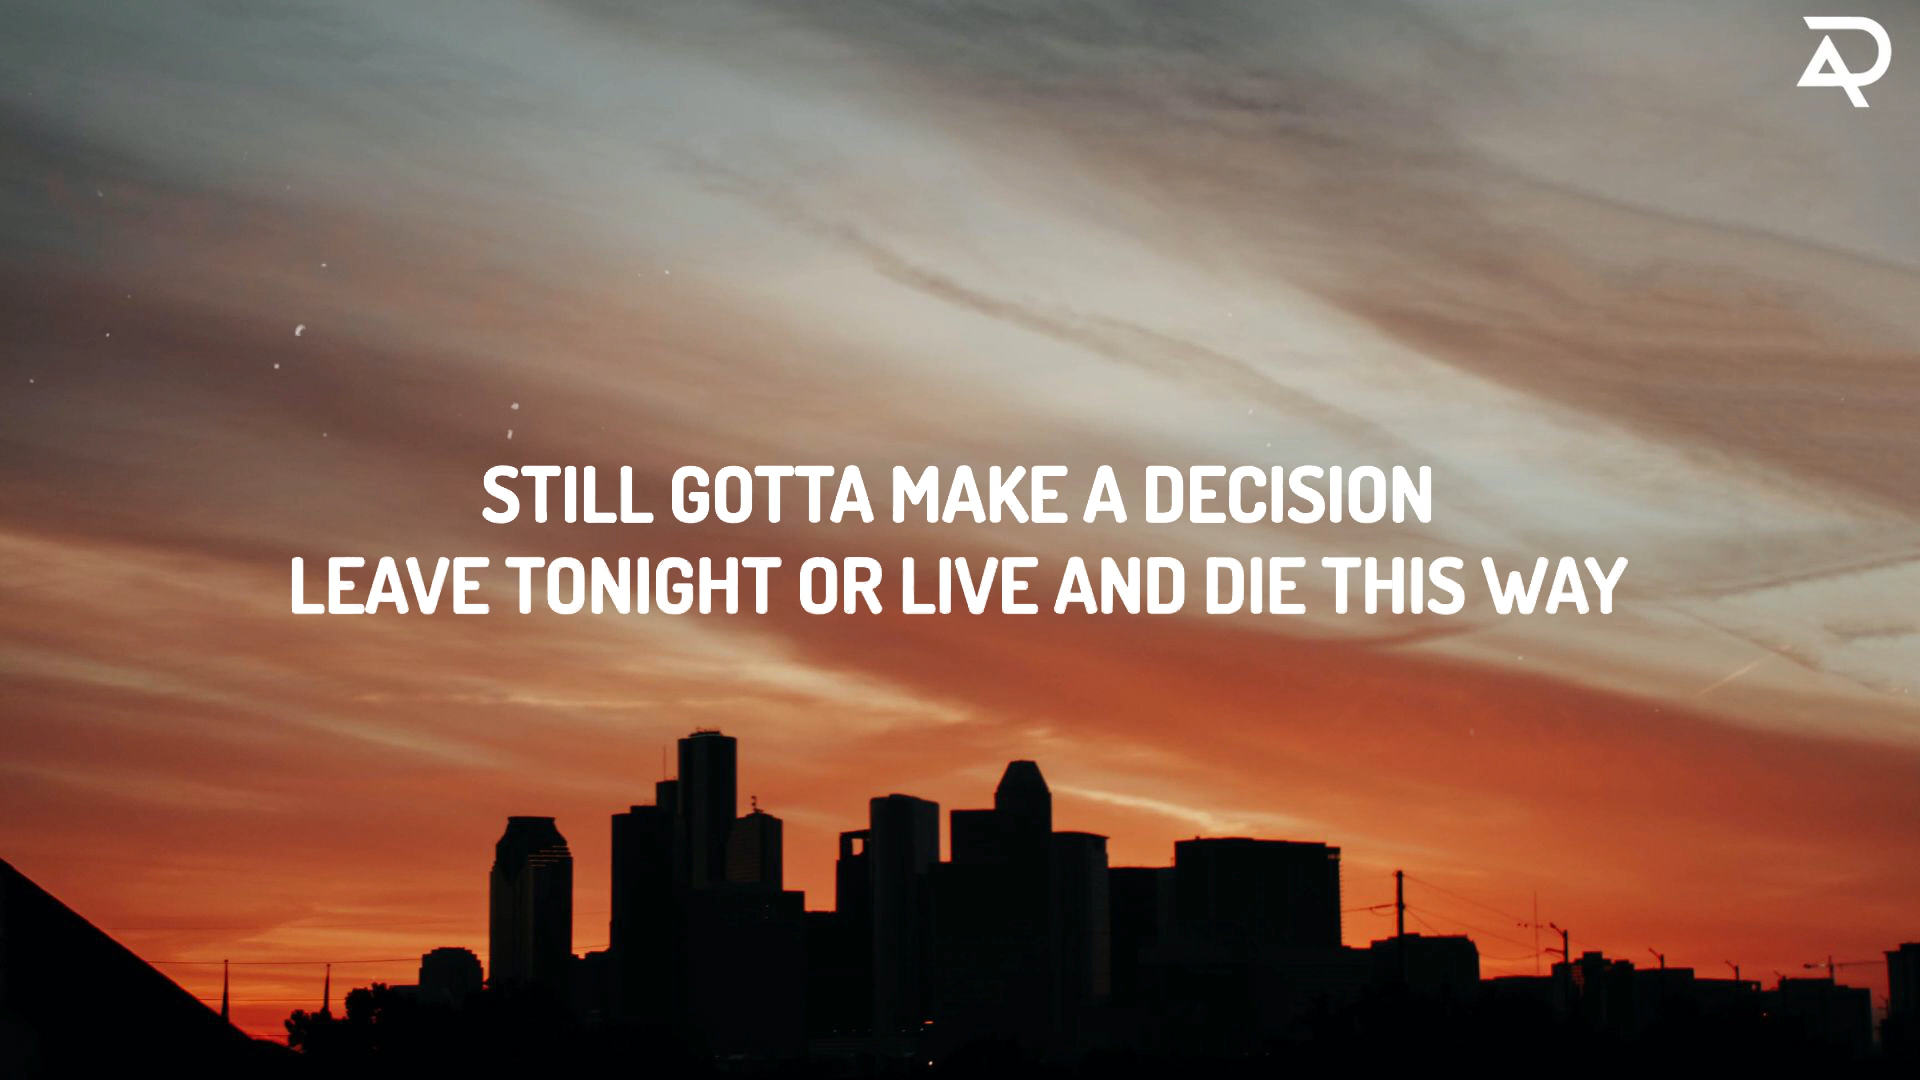 STILL GOTTA MAKE A DECISION
LEAVE TONIGHT OR LIVE AND DIE THIS WAY